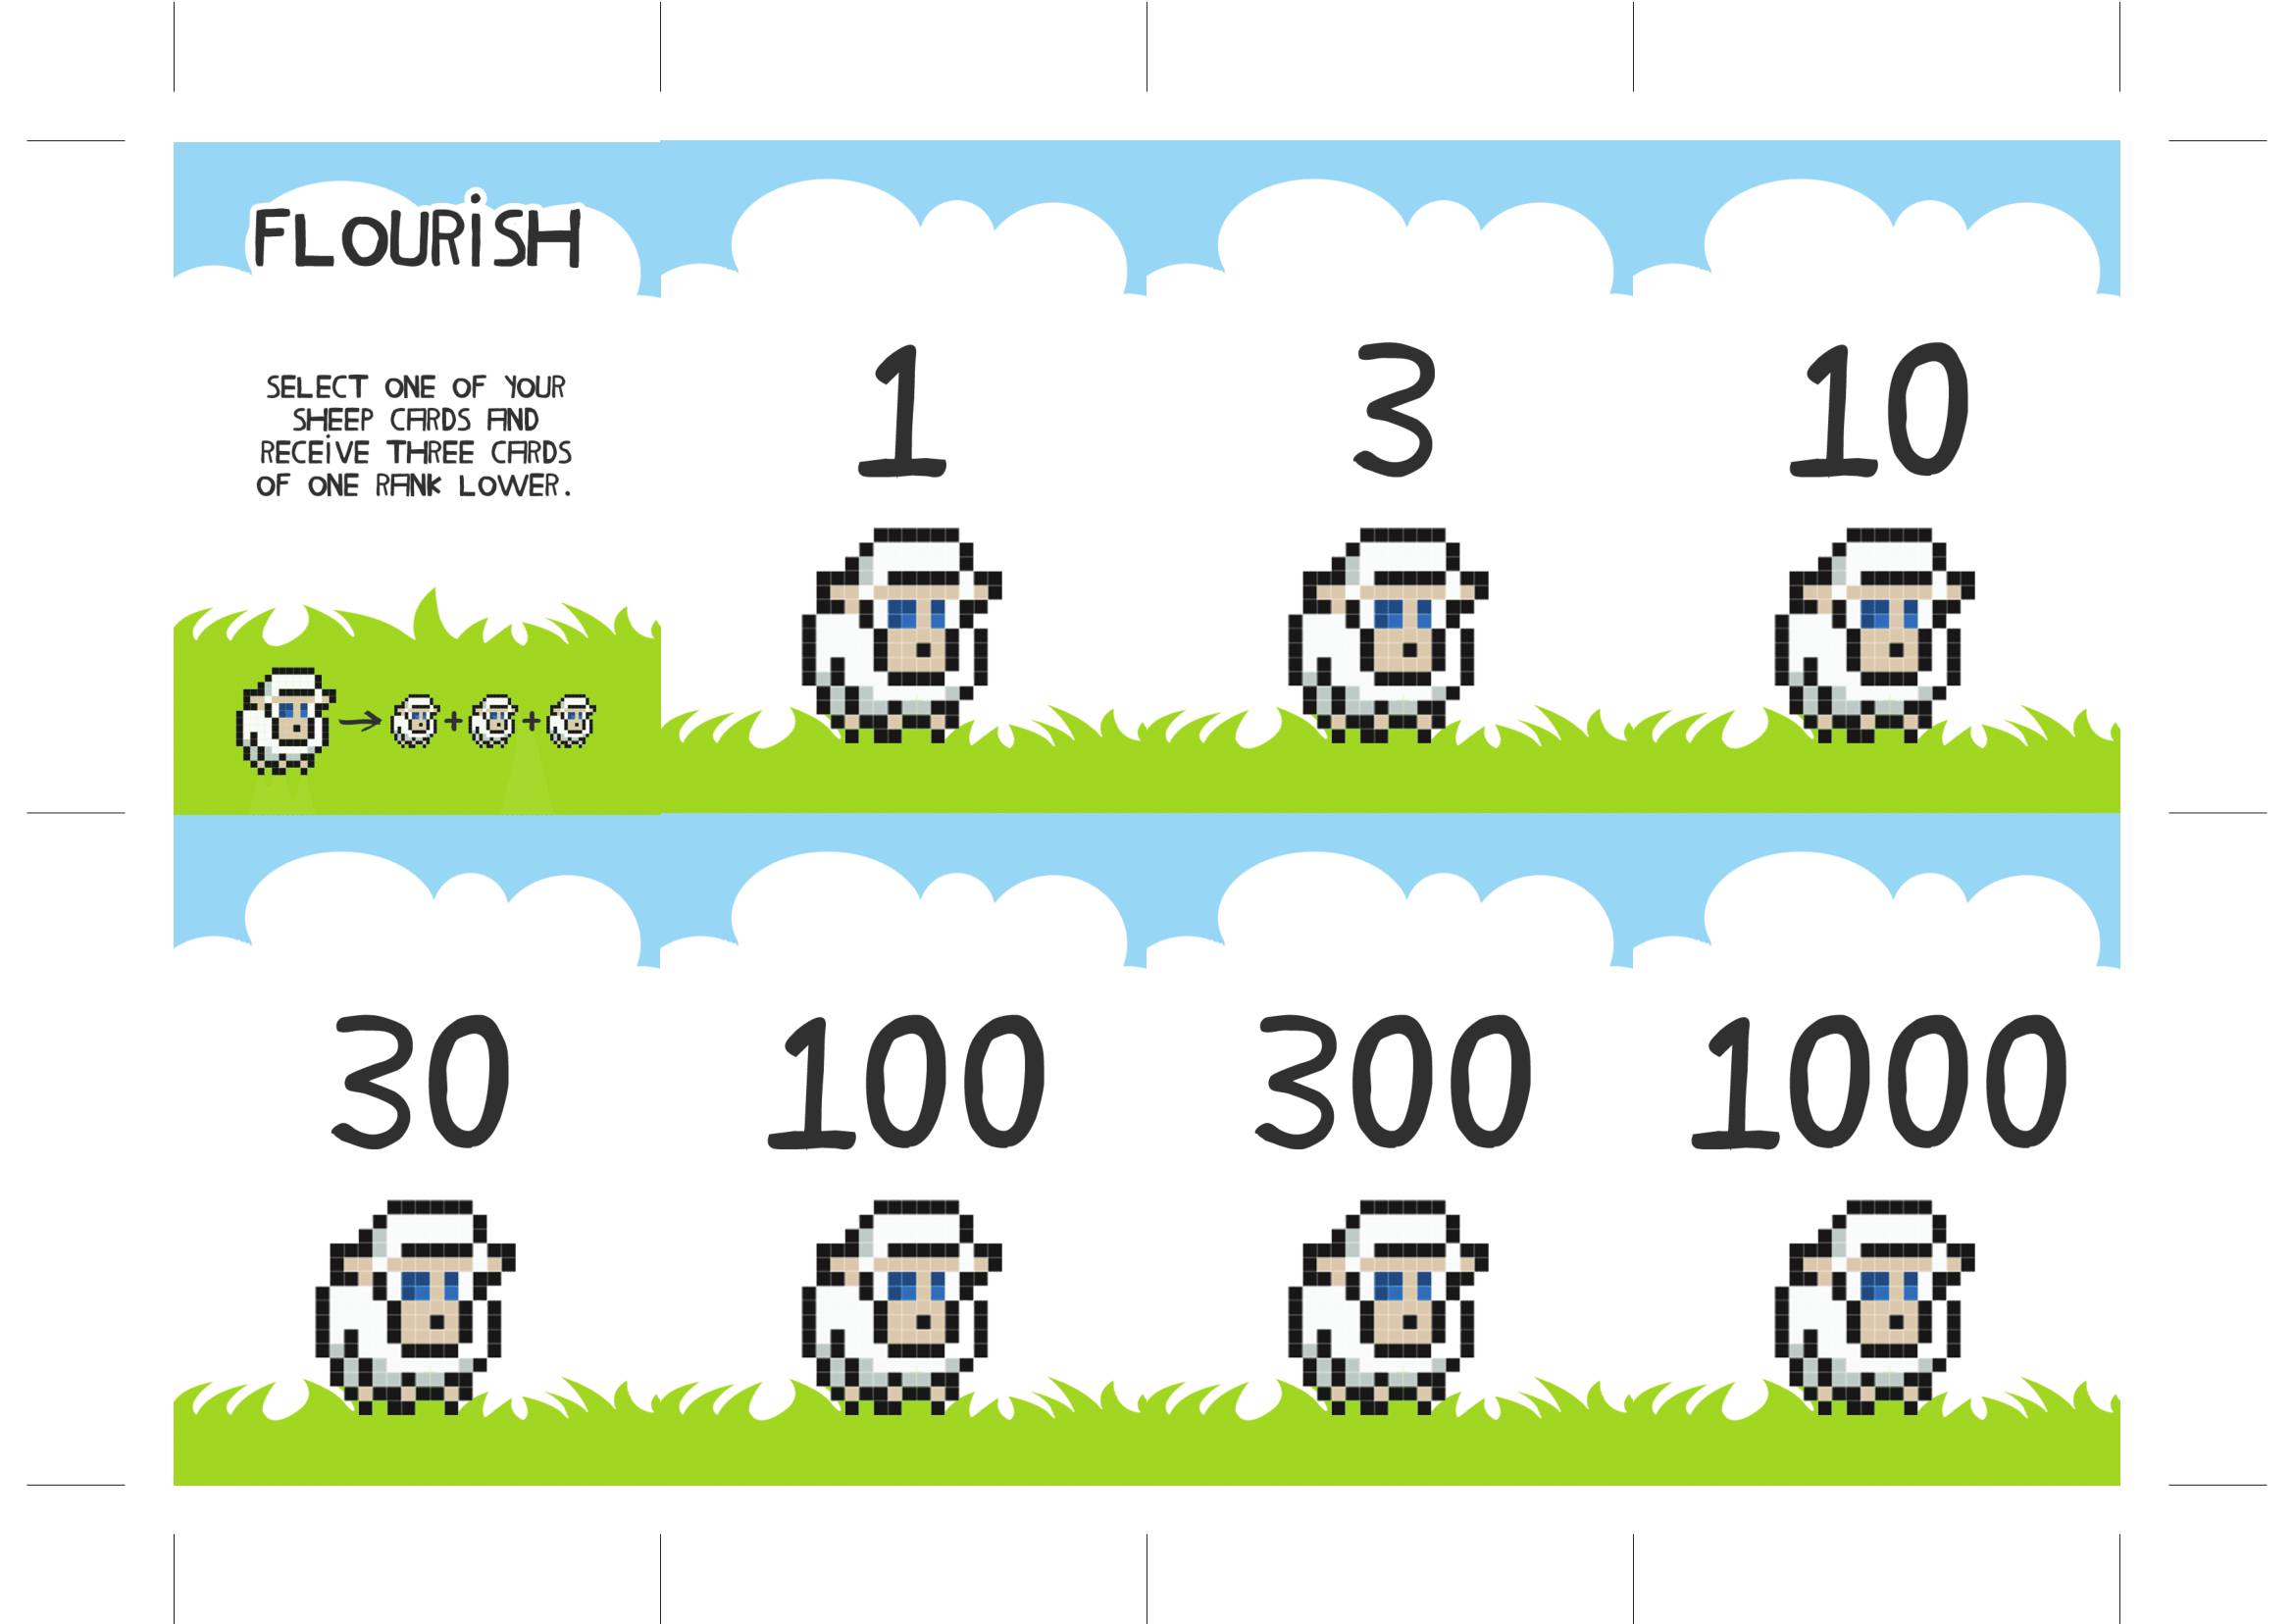 FLOURiSH
SELECT ONE OF YOUR
SHEEP CARDS AND
RECEiVE THREE CARDS
OF ONE RANK LOWER.
+ +
1
3
10
30
100
300
1000